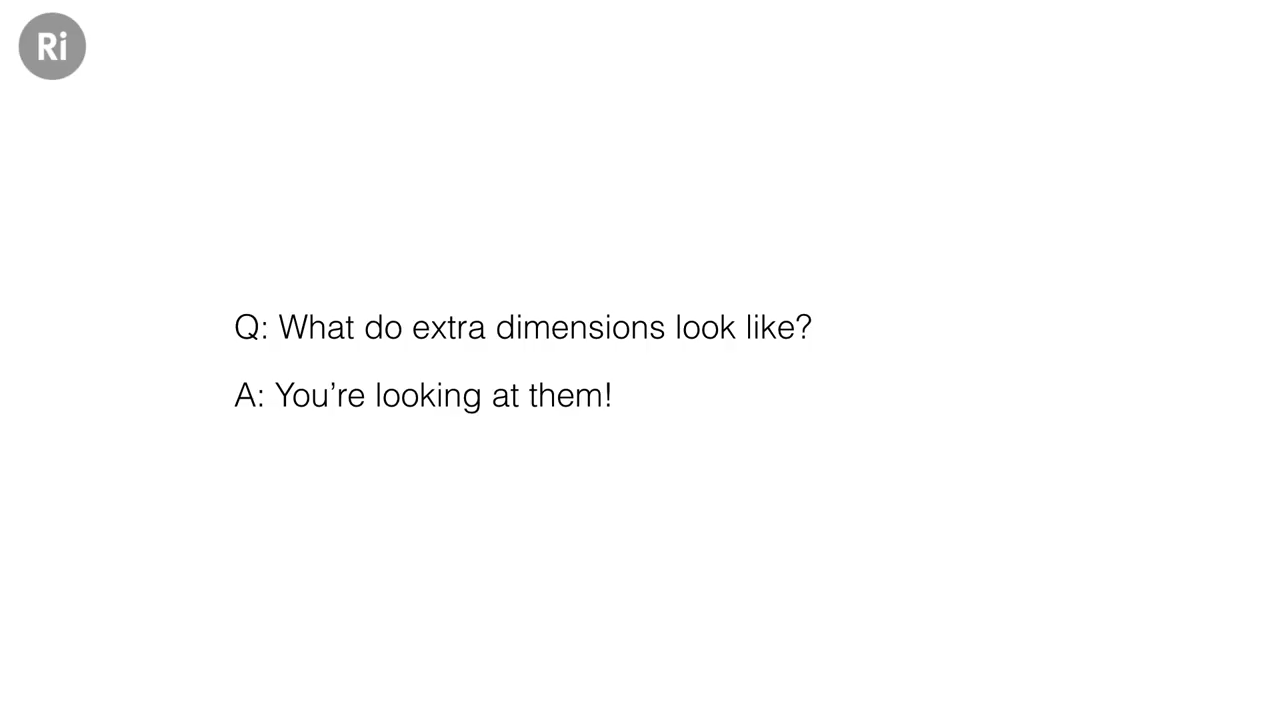 Ri
Q: What do extra dimensions look like?
A: You’re looking at them!